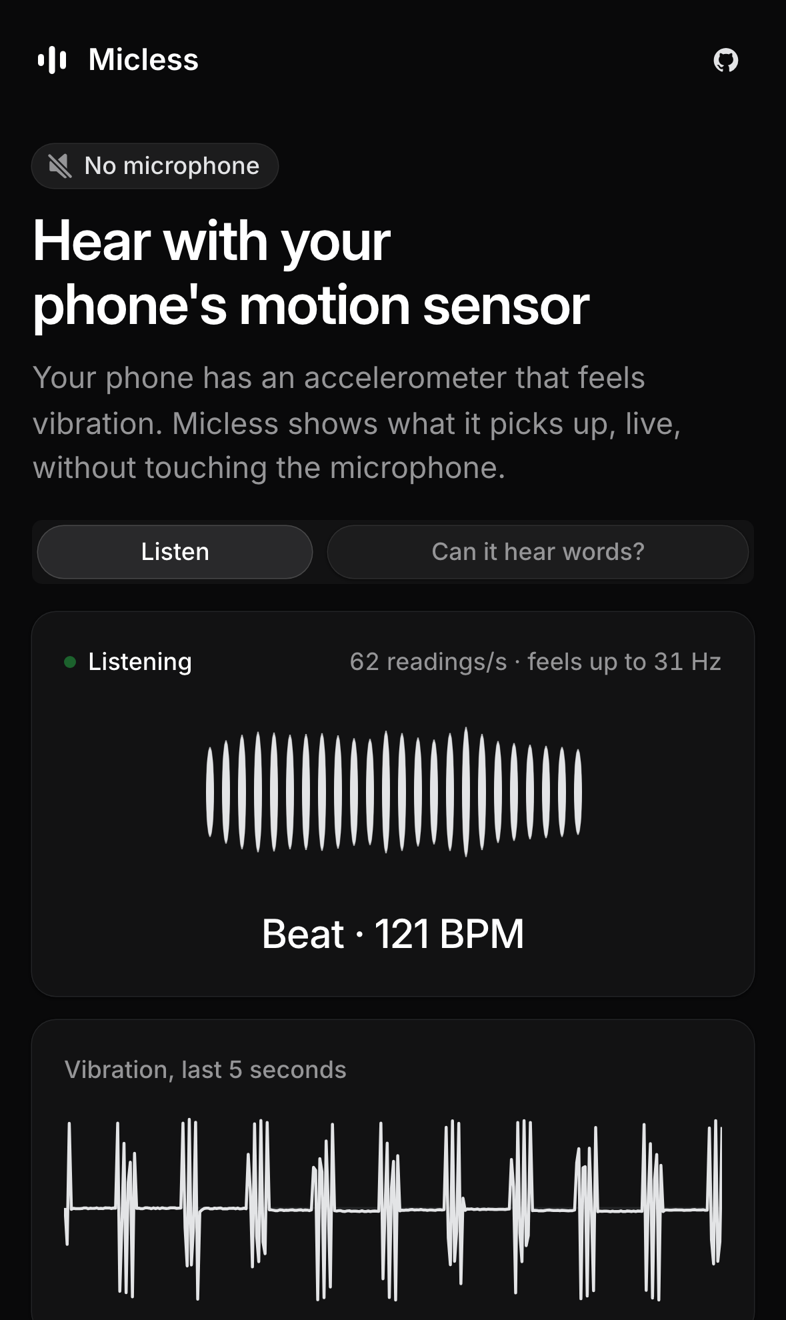 Micless
No microphone
Hear with your
phone's motion sensor
Your phone has an accelerometer that feels
vibration. Micless shows what it picks up, live,
without touching the microphone.
Listen
Can it hear words?
Listening
62 readings/s · feels up to 31 Hz
Beat · 121 BPM
Vibration, last 5 seconds